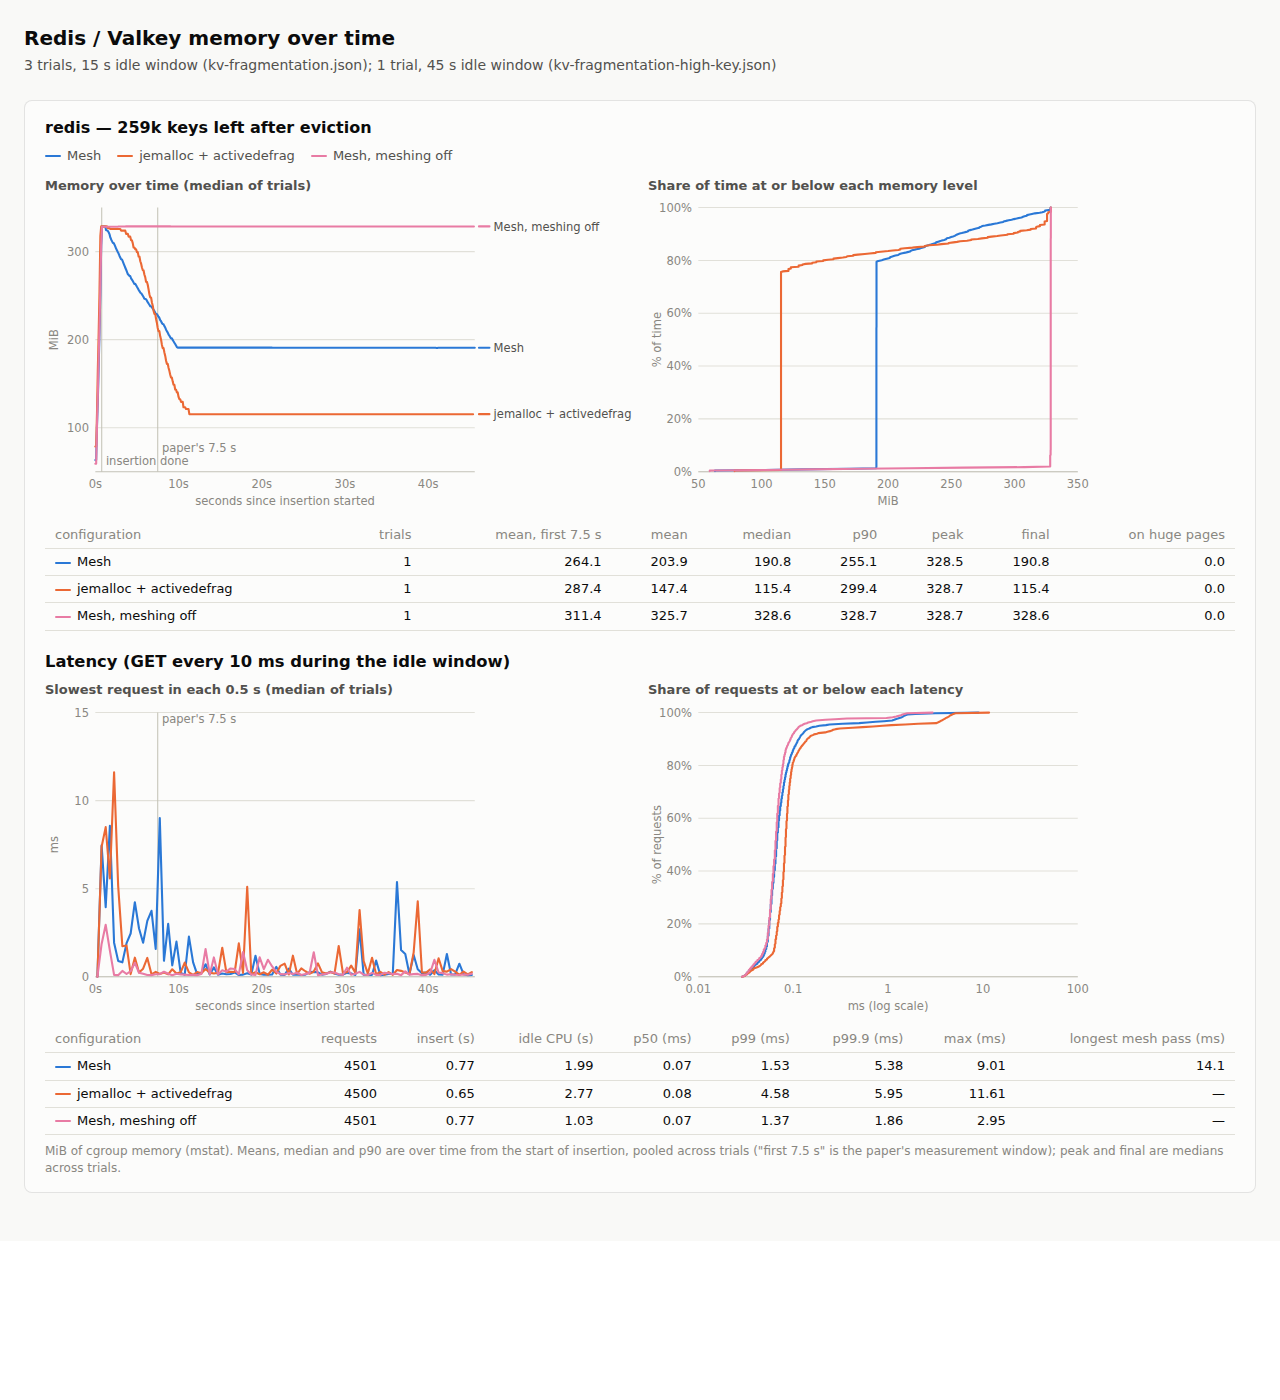 Redis / Valkey memory over time
3 trials, 15 s idle window (kv-fragmentation.json); 1 trial, 45 s idle window (kv-fragmentation-high-key.json)
redis — 259k keys left after eviction
Mesh jemalloc + activedefrag Mesh, meshing off
Memory over time (median of trials)
300
200
100
MiB
Mesh, meshing off
Mesh
jemalloc + activedefrag
paper's 7.5 s
insertion done
0s 10s 20s 30s 40s
seconds since insertion started
Share of time at or below each memory level
100%
80%
60%
40%
20%
0%
% of time
50 100 150 200 250 300 350
MiB
configuration trials mean, first 7.5 s mean median p90 peak final on huge pages
Mesh 1 264.1 203.9 190.8 255.1 328.5 190.8 0.0
jemalloc + activedefrag 1 287.4 147.4 115.4 299.4 328.7 115.4 0.0
Mesh, meshing off 1 311.4 325.7 328.6 328.7 328.7 328.6 0.0
Latency (GET every 10 ms during the idle window)
Slowest request in each 0.5 s (median of trials)
15
10
5
0
ms
paper's 7.5 s
0s 10s 20s 30s 40s
seconds since insertion started
Share of requests at or below each latency
100%
80%
60%
40%
20%
0%
% of requests
0.01 0.1 1 10 100
ms (log scale)
configuration requests insert (s) idle CPU (s) p50 (ms) p99 (ms) p99.9 (ms) max (ms) longest mesh pass (ms)
Mesh 4501 0.77 1.99 0.07 1.53 5.38 9.01 14.1
jemalloc + activedefrag 4500 0.65 2.77 0.08 4.58 5.95 11.61 —
Mesh, meshing off 4501 0.77 1.03 0.07 1.37 1.86 2.95 —
MiB of cgroup memory (mstat). Means, median and p90 are over time from the start of insertion, pooled across trials ("first 7.5 s" is the paper's measurement window); peak and final are medians
across trials.